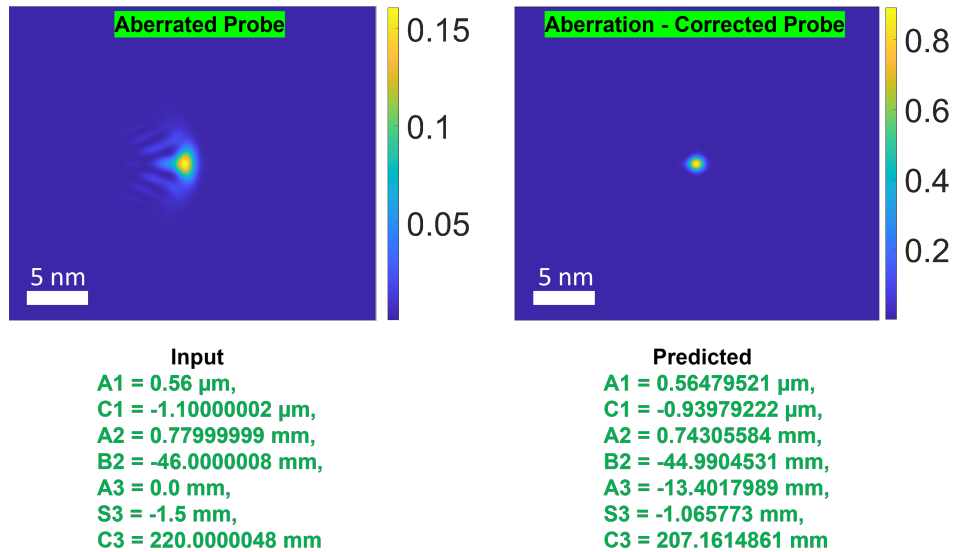 Aberrated Probe
0.15
0.1
0.05
5 nm
Aberration - Corrected Probe
0.8
0.6
0.4
0.2
5 nm
Input
A1 = 0.56 µm,
C1 = -1.10000002 µm,
A2 = 0.77999999 mm,
B2 = -46.0000008 mm,
A3 = 0.0 mm,
S3 = -1.5 mm,
C3 = 220.0000048 mm
Predicted
A1 = 0.56479521 µm,
C1 = -0.93979222 µm,
A2 = 0.74305584 mm,
B2 = -44.9904531 mm,
A3 = -13.4017989 mm,
S3 = -1.065773 mm,
C3 = 207.1614861 mm